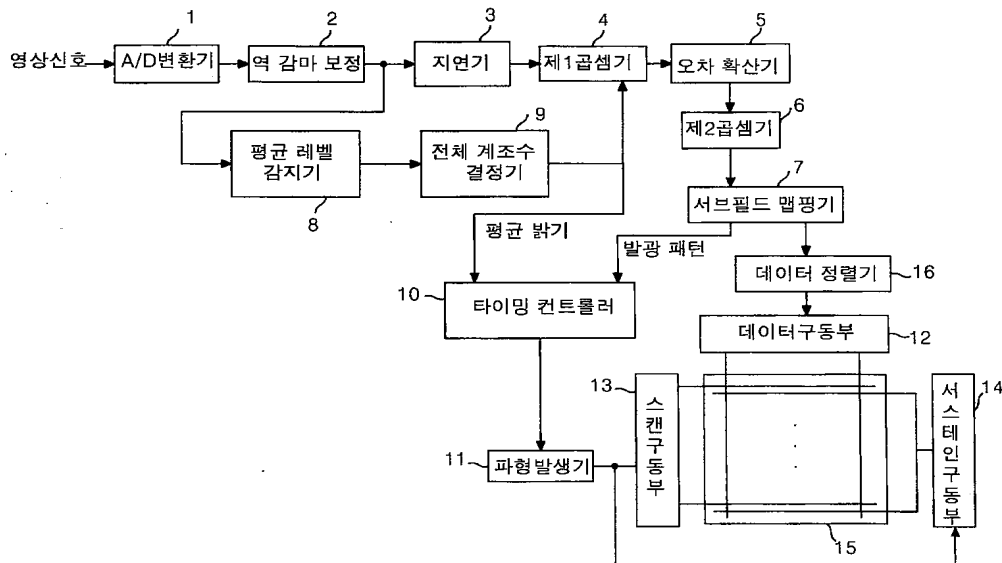 1
2
3
4
5
영상신호
A/D변환기
역 감마 보정
지연기
제1곱셈기
오차 확산기
6
제2곱셈기
9
평균 레벨
감지기
전체 계조수
결정기
8
7
서브필드 맵핑기
평균 밝기
발광 패턴
데이터 정렬기
16
10
타이밍 컨트롤러
데이터구동부
12
13
스캔구동부
14
서스테인구동부
11
파형발생기
15